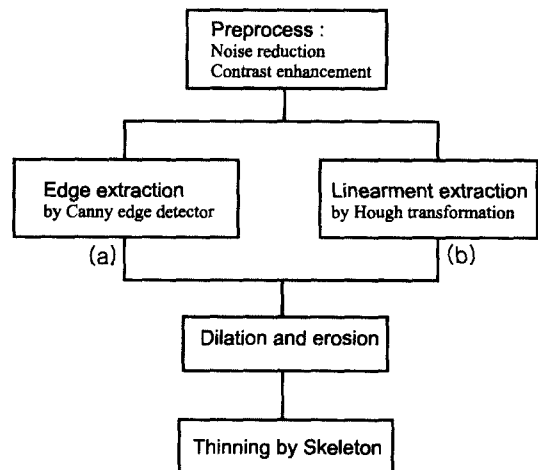 Preprocess :
Noise reduction
Contrast enhancement
Edge extraction
by Canny edge detector
(a)
Linearment extraction
by Hough transformation
(b)
Dilation and erosion
Thinning by Skeleton